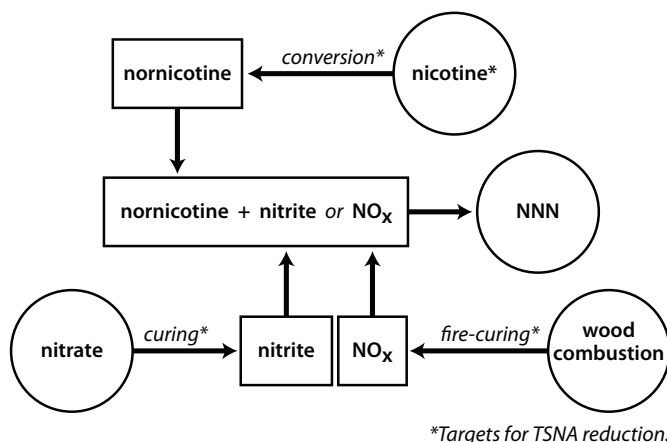 nornicotine
conversion*
nicotine*
nornicotine + nitrite or NOx
NNN
nitrate
curing*
nitrite
NOx
fire-curing*
wood
combustion
*Targets for TSNA reduction.